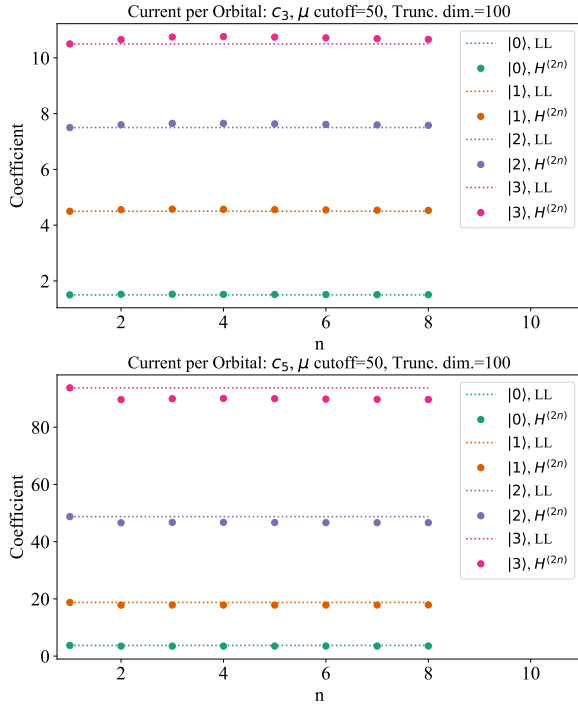 Current per Orbital: c₃, μ cutoff=50, Trunc. dim.=100
Coefficient
10
8
6
4
2
2
4
6
8
10
n
|0⟩, LL
|0⟩, H⁽²ⁿ⁾
|1⟩, LL
|1⟩, H⁽²ⁿ⁾
|2⟩, LL
|2⟩, H⁽²ⁿ⁾
|3⟩, LL
|3⟩, H⁽²ⁿ⁾
Current per Orbital: c₅, μ cutoff=50, Trunc. dim.=100
Coefficient
80
60
40
20
0
2
4
6
8
10
n
|0⟩, LL
|0⟩, H⁽²ⁿ⁾
|1⟩, LL
|1⟩, H⁽²ⁿ⁾
|2⟩, LL
|2⟩, H⁽²ⁿ⁾
|3⟩, LL
|3⟩, H⁽²ⁿ⁾